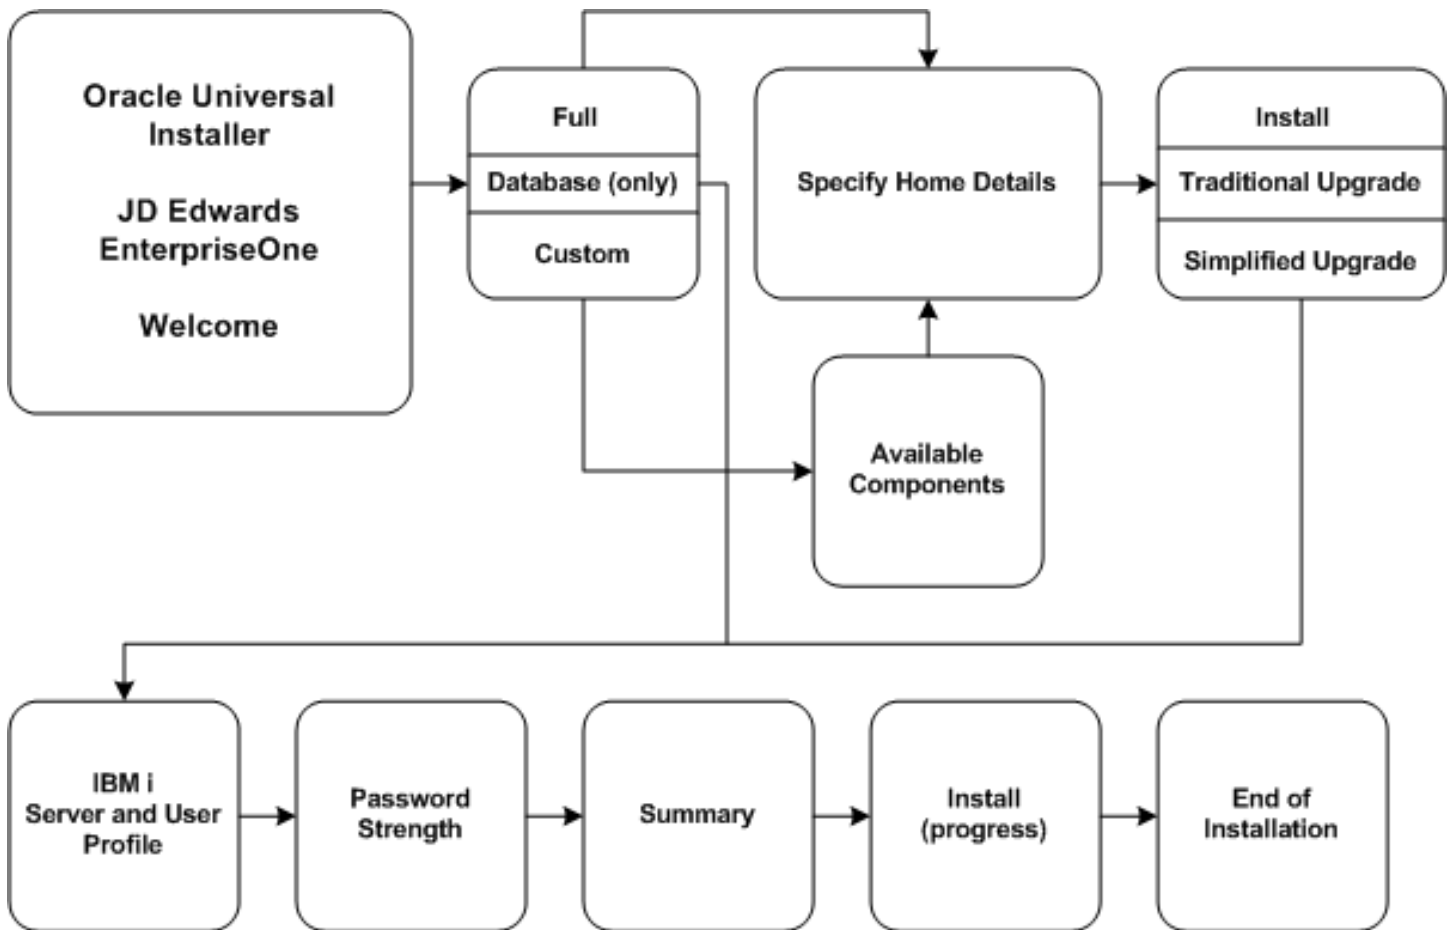 Oracle Universal
Installer
JD Edwards
EnterpriseOne
Welcome
Full
Database (only)
Custom
Specify Home Details
Install
Traditional Upgrade
Simplified Upgrade
Available
Components
IBM i
Server and User
Profile
Password
Strength
Summary
Install
(progress)
End of
Installation